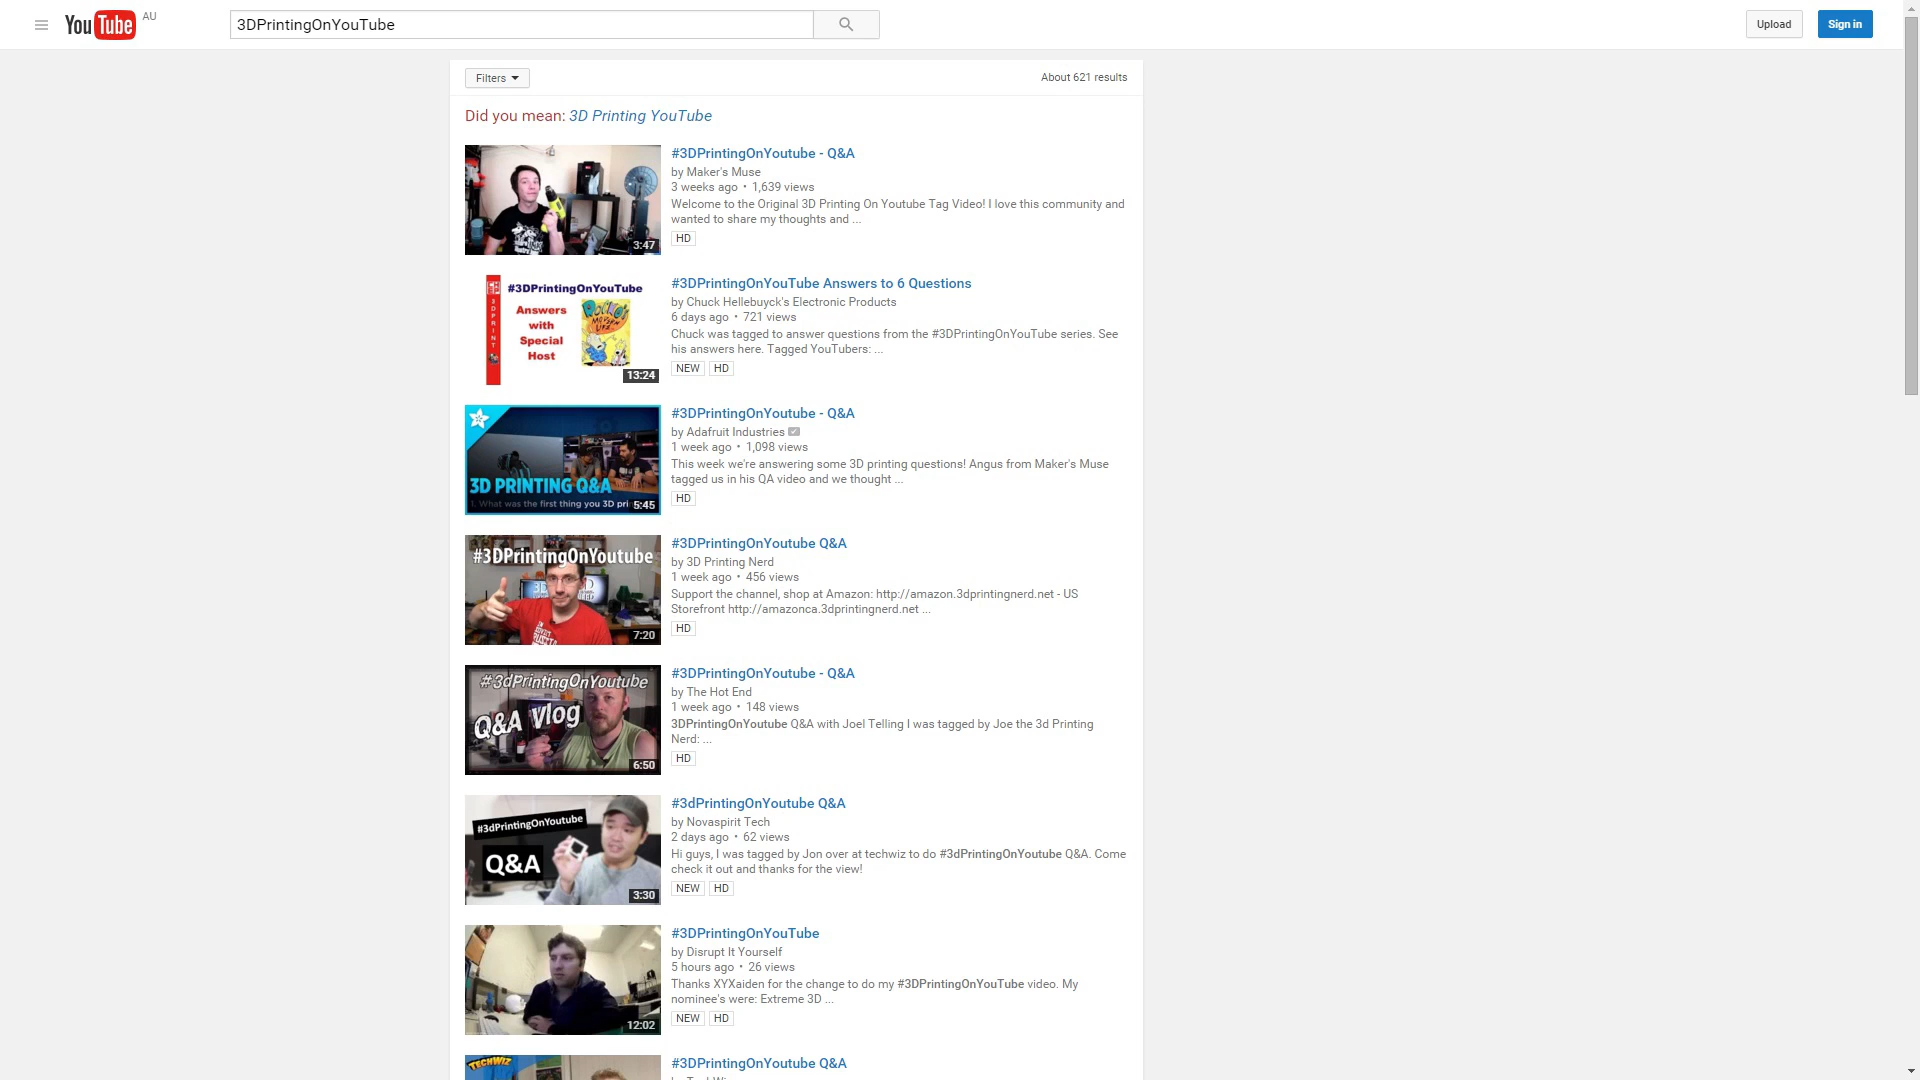 YouTube AU
3DPrintingOnYouTube
Upload
Sign in
Filters
About 621 results
Did you mean: 3D Printing YouTube
3:47
#3DPrintingOnYoutube - Q&A
by Maker's Muse
3 weeks ago • 1,639 views
Welcome to the Original 3D Printing On Youtube Tag Video! I love this community and
wanted to share my thoughts and ...
HD
#3DPrintingOnYouTube
Answers
with
Special
Host
3DPRINT
13:24
#3DPrintingOnYouTube Answers to 6 Questions
by Chuck Hellebuyck's Electronic Products
6 days ago • 721 views
Chuck was tagged to answer questions from the #3DPrintingOnYouTube series. See
his answers here. Tagged YouTubers: ...
NEW HD
3D PRINTING Q&A
1. What was the first thing you 3D pri
5:45
#3DPrintingOnYoutube - Q&A
by Adafruit Industries
1 week ago • 1,098 views
This week we're answering some 3D printing questions! Angus from Maker's Muse
tagged us in his QA video and we thought ...
HD
#3DPrintingOnYoutube
7:20
#3DPrintingOnYoutube Q&A
by 3D Printing Nerd
1 week ago • 456 views
Support the channel, shop at Amazon: http://amazon.3dprintingnerd.net - US
Storefront http://amazonca.3dprintingnerd.net ...
HD
#3dPrintingOnYoutube
Q&A Vlog
6:50
#3DPrintingOnYoutube - Q&A
by The Hot End
1 week ago • 148 views
3DPrintingOnYoutube Q&A with Joel Telling I was tagged by Joe the 3d Printing
Nerd: ...
HD
#3dPrintingOnYoutube
Q&A
3:30
#3dPrintingOnYoutube Q&A
by Novaspirit Tech
2 days ago • 62 views
Hi guys, I was tagged by Jon over at techwiz to do #3dPrintingOnYoutube Q&A. Come
check it out and thanks for the view!
NEW HD
12:02
#3DPrintingOnYouTube
by Disrupt It Yourself
5 hours ago • 26 views
Thanks XYXaiden for the change to do my #3DPrintingOnYouTube video. My
nominee's were: Extreme 3D ...
NEW HD
TECHWIZ
#3DPrintingOnYoutube Q&A